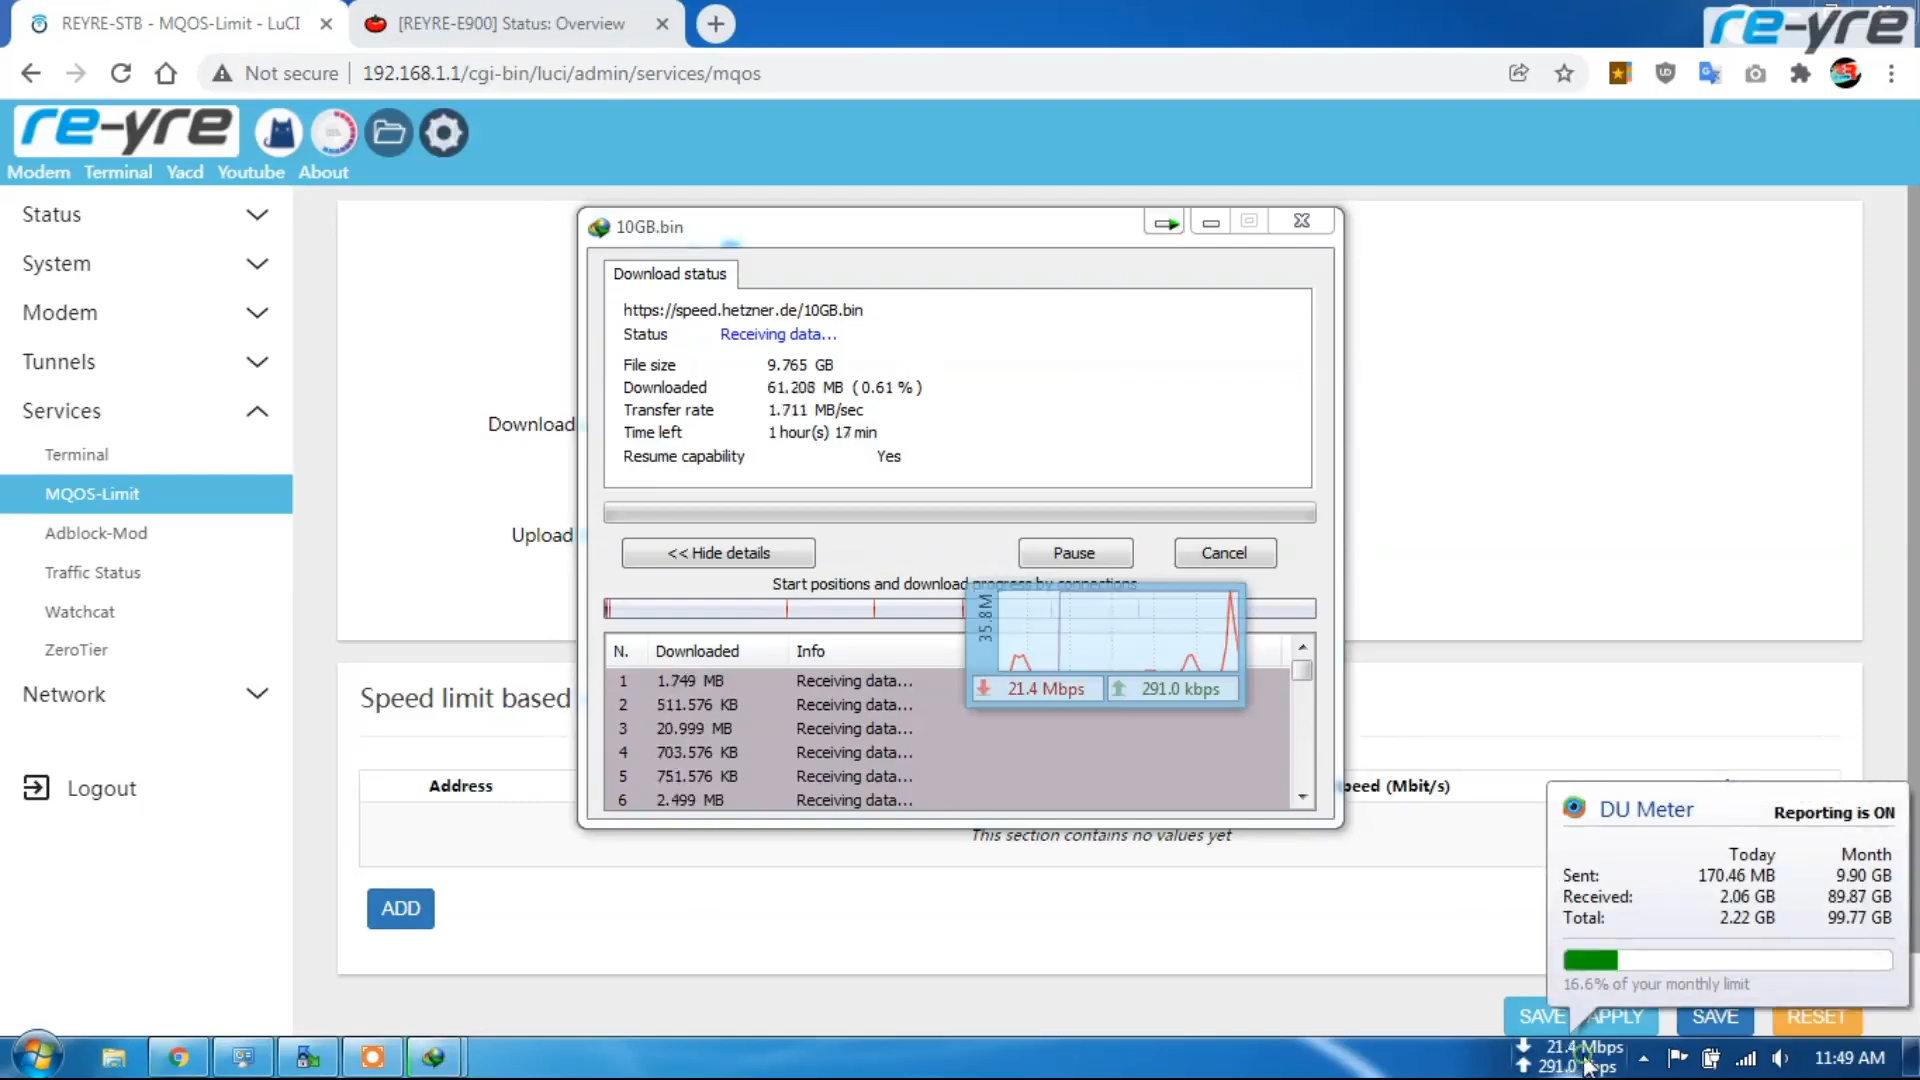 REYRE-STB - MQOS-Limit - LuCI
[REYRE-E900] Status: Overview
re-yre
Not secure
192.168.1.1/cgi-bin/luci/admin/services/mqos
re-yre
Modem Terminal Yacd Youtube About
Status
System
Modem
Tunnels
Services
Terminal
MQOS-Limit
Adblock-Mod
Traffic Status
Watchcat
ZeroTier
Network
Logout
Download
Upload
10GB.bin
Download status
https://speed.hetzner.de/10GB.bin
Status Receiving data...
File size 9.765 GB
Downloaded 61.208 MB ( 0.61 % )
Transfer rate 1.711 MB/sec
Time left 1 hour(s) 17 min
Resume capability Yes
<< Hide details Pause Cancel
Start positions and download progress by connections
35.8M
21.4 Mbps 291.0 kbps
N. Downloaded Info
1 1.749 MB Receiving data...
2 511.576 KB Receiving data...
3 20.999 MB Receiving data...
4 703.576 KB Receiving data...
5 751.576 KB Receiving data...
6 2.499 MB Receiving data...
Speed limit based
Address
peed (Mbit/s)
This section contains no values yet
ADD
DU Meter Reporting is ON
Today Month
Sent: 170.46 MB 9.90 GB
Received: 2.06 GB 89.87 GB
Total: 2.22 GB 99.77 GB
16.6% of your monthly limit
SAVE APPLY SAVE RESET
21.4 Mbps
291.0
11:49 AM